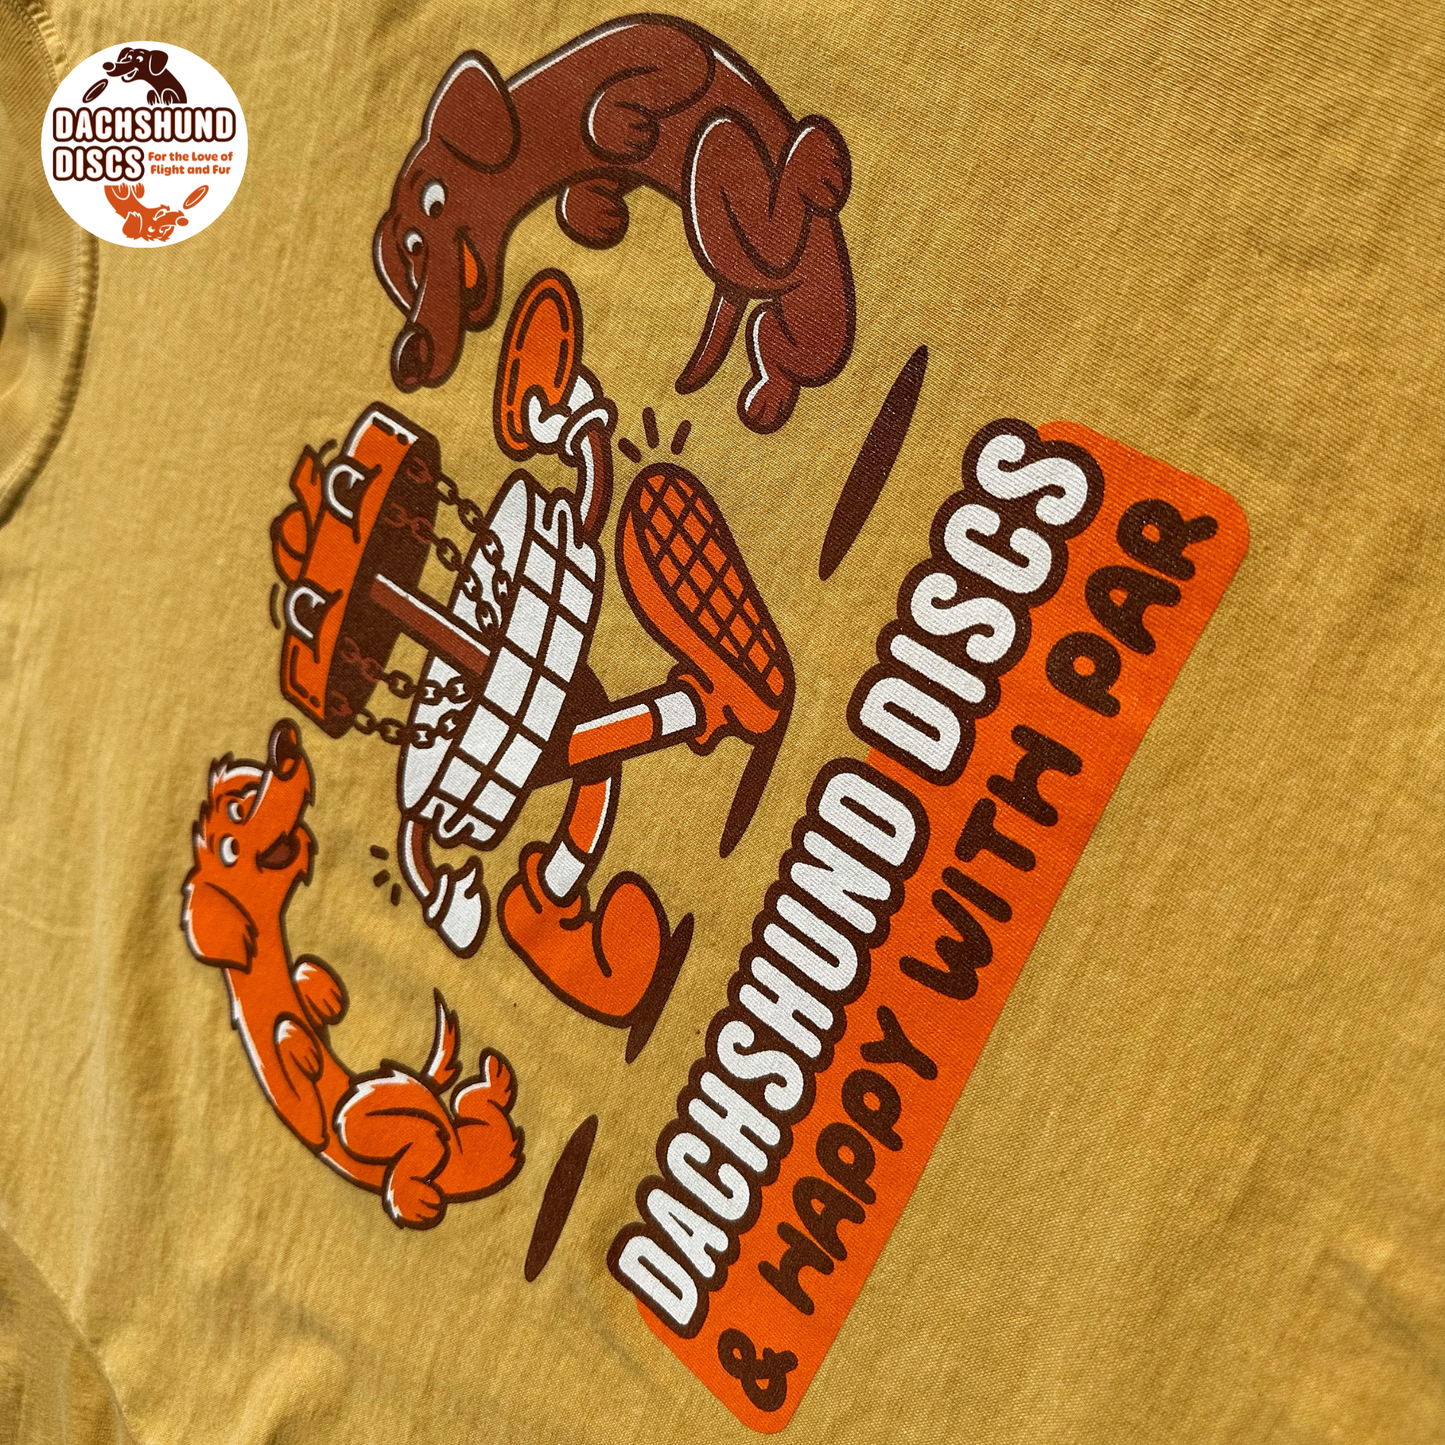 DACHSHUND
DISCS
For the Love of
Flight and Fur
DACHSHUND DISCS
& HAPPY WITH PAR